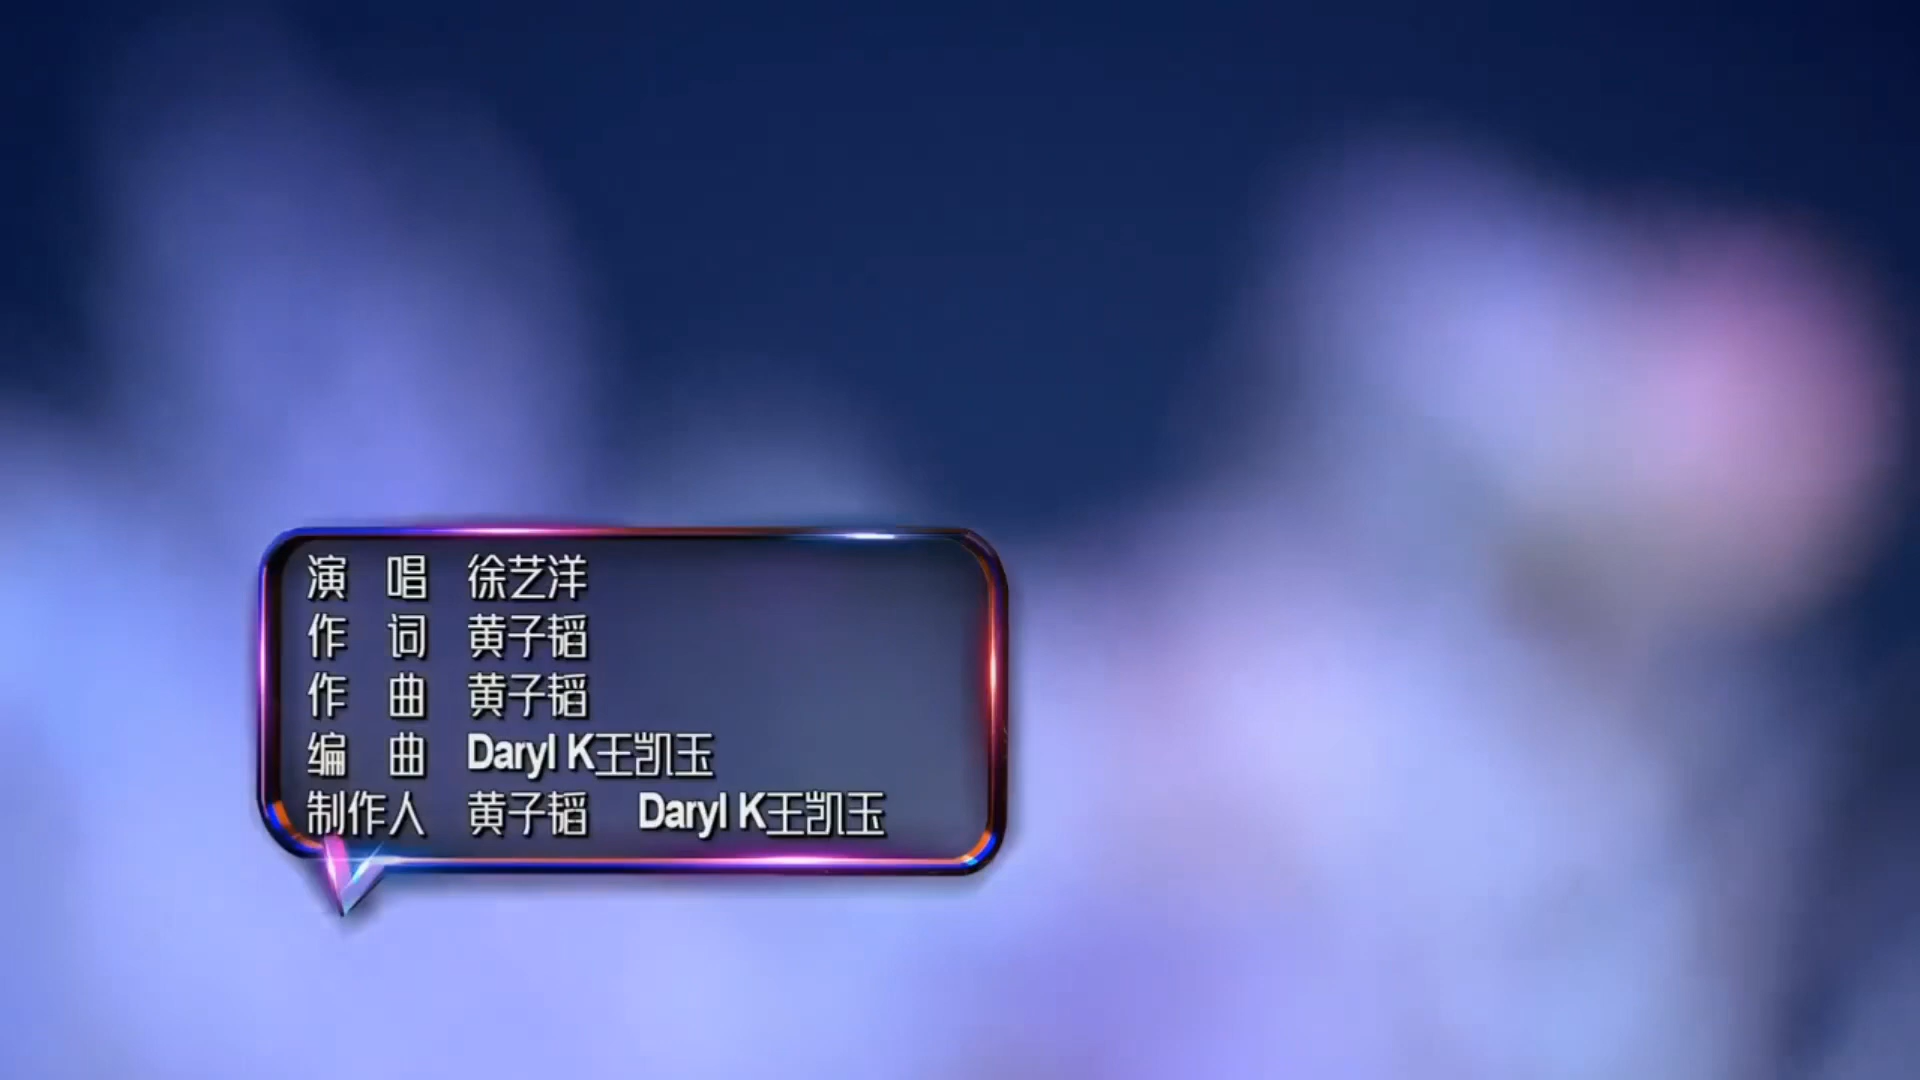 演 唱 徐艺洋
作 词 黄子韬
作 曲 黄子韬
编 曲 Daryl K王凯玉
制作人 黄子韬 Daryl K王凯玉